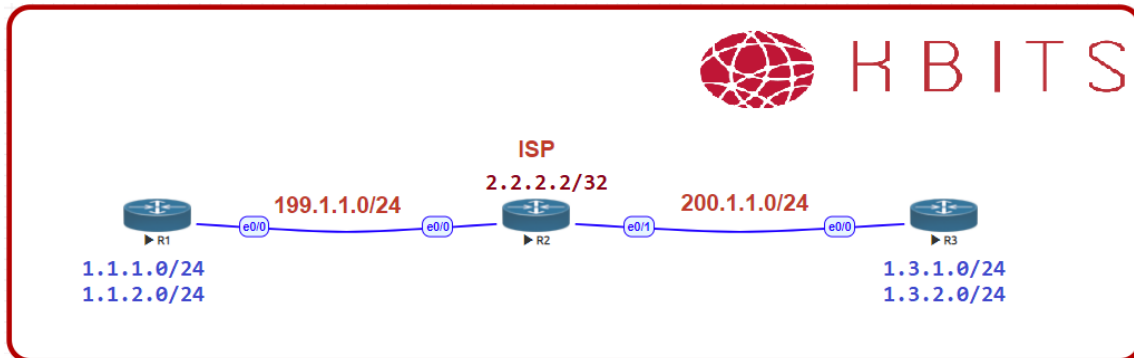 KBITS
ISP
2.2.2.2/32
199.1.1.0/24
200.1.1.0/24
e0/0
e0/0
e0/1
e0/0
R1
R2
R3
1.1.1.0/24
1.1.2.0/24
1.3.1.0/24
1.3.2.0/24